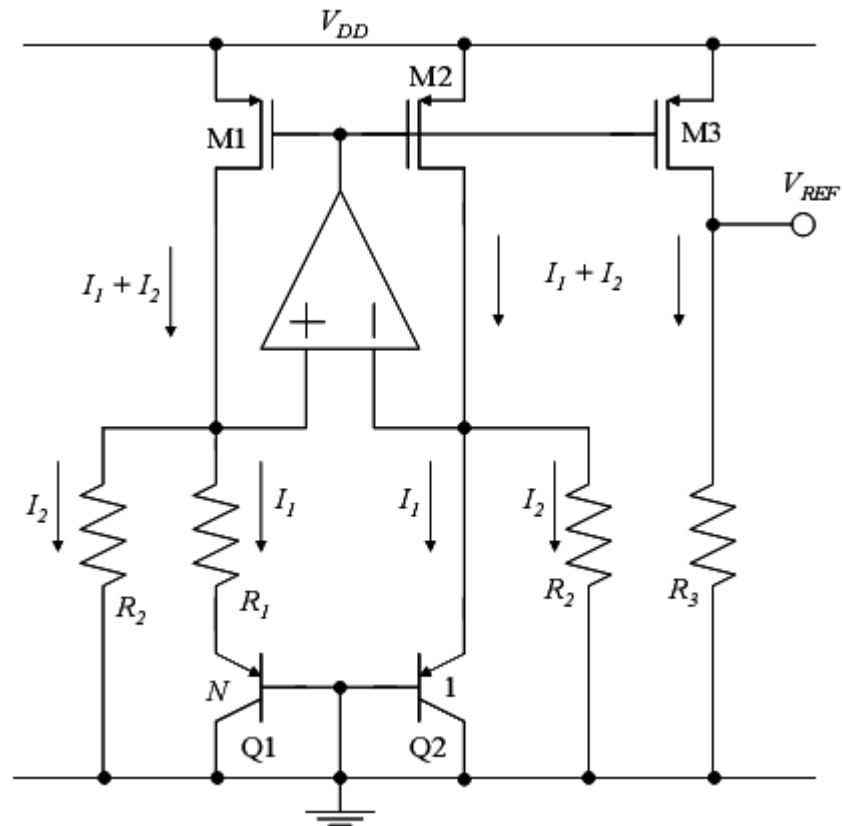 V_DD
M2
M1
M3
V_REF
I_1 + I_2
I_1 + I_2
+
−
I_2
I_1
I_1
I_2
R_2
R_1
R_2
R_3
N
1
Q1
Q2